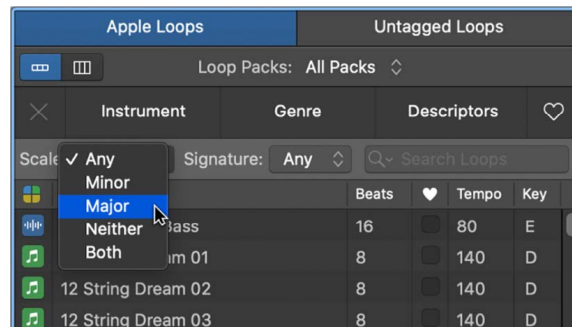 Apple Loops Untagged Loops
Loop Packs: All Packs
Instrument Genre Descriptors
Scale Any Signature: Any Search Loops
Minor
Major
Neither
Both
Beats Tempo Key
16 80 E
8 140 D
12 String Dream 02 8 140 D
12 String Dream 03 8 140 D